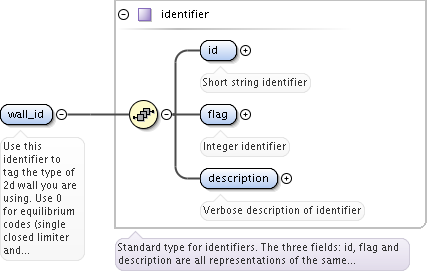 identifier
id
Short string identifier
wall_id
flag
Use this
identifier to
tag the type of
2d wall you are
using. Use 0
for equilibrium
codes (single
closed limiter
and...
Integer identifier
description
Verbose description of identifier
Standard type for identifiers. The three fields: id, flag and
description are all representations of the same...